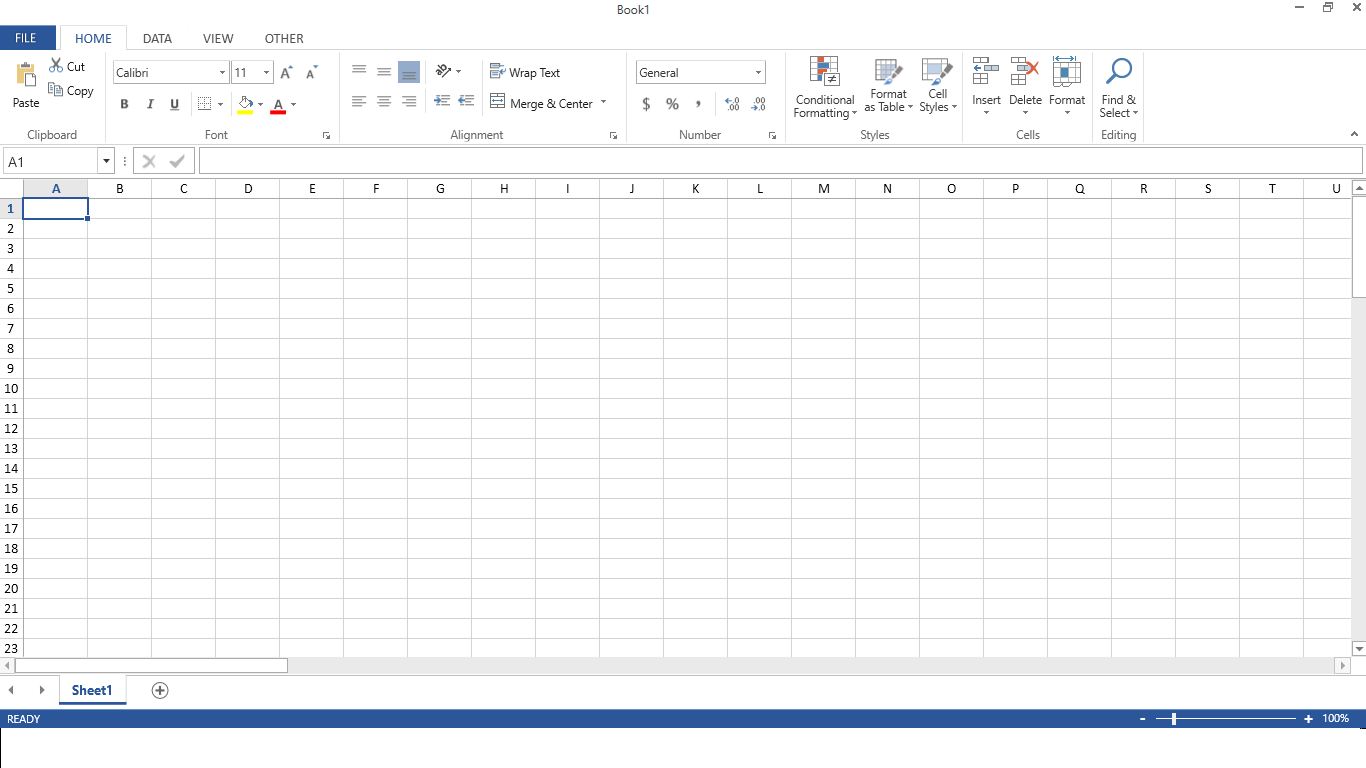 Book1
FILE HOME DATA VIEW OTHER
Paste
Cut
Copy
Clipboard
Calibri 11
A A
B I U A
Font
Wrap Text
Merge & Center
Alignment
General
$ % , .00 .00
Number
Conditional Formatting
Format as Table
Cell Styles
Styles
Insert
Delete
Format
Cells
Find & Select
Editing
A1
A B C D E F G H I J K L M N O P Q R S T U
1
2
3
4
5
6
7
8
9
10
11
12
13
14
15
16
17
18
19
20
21
22
23
Sheet1
READY - + 100%